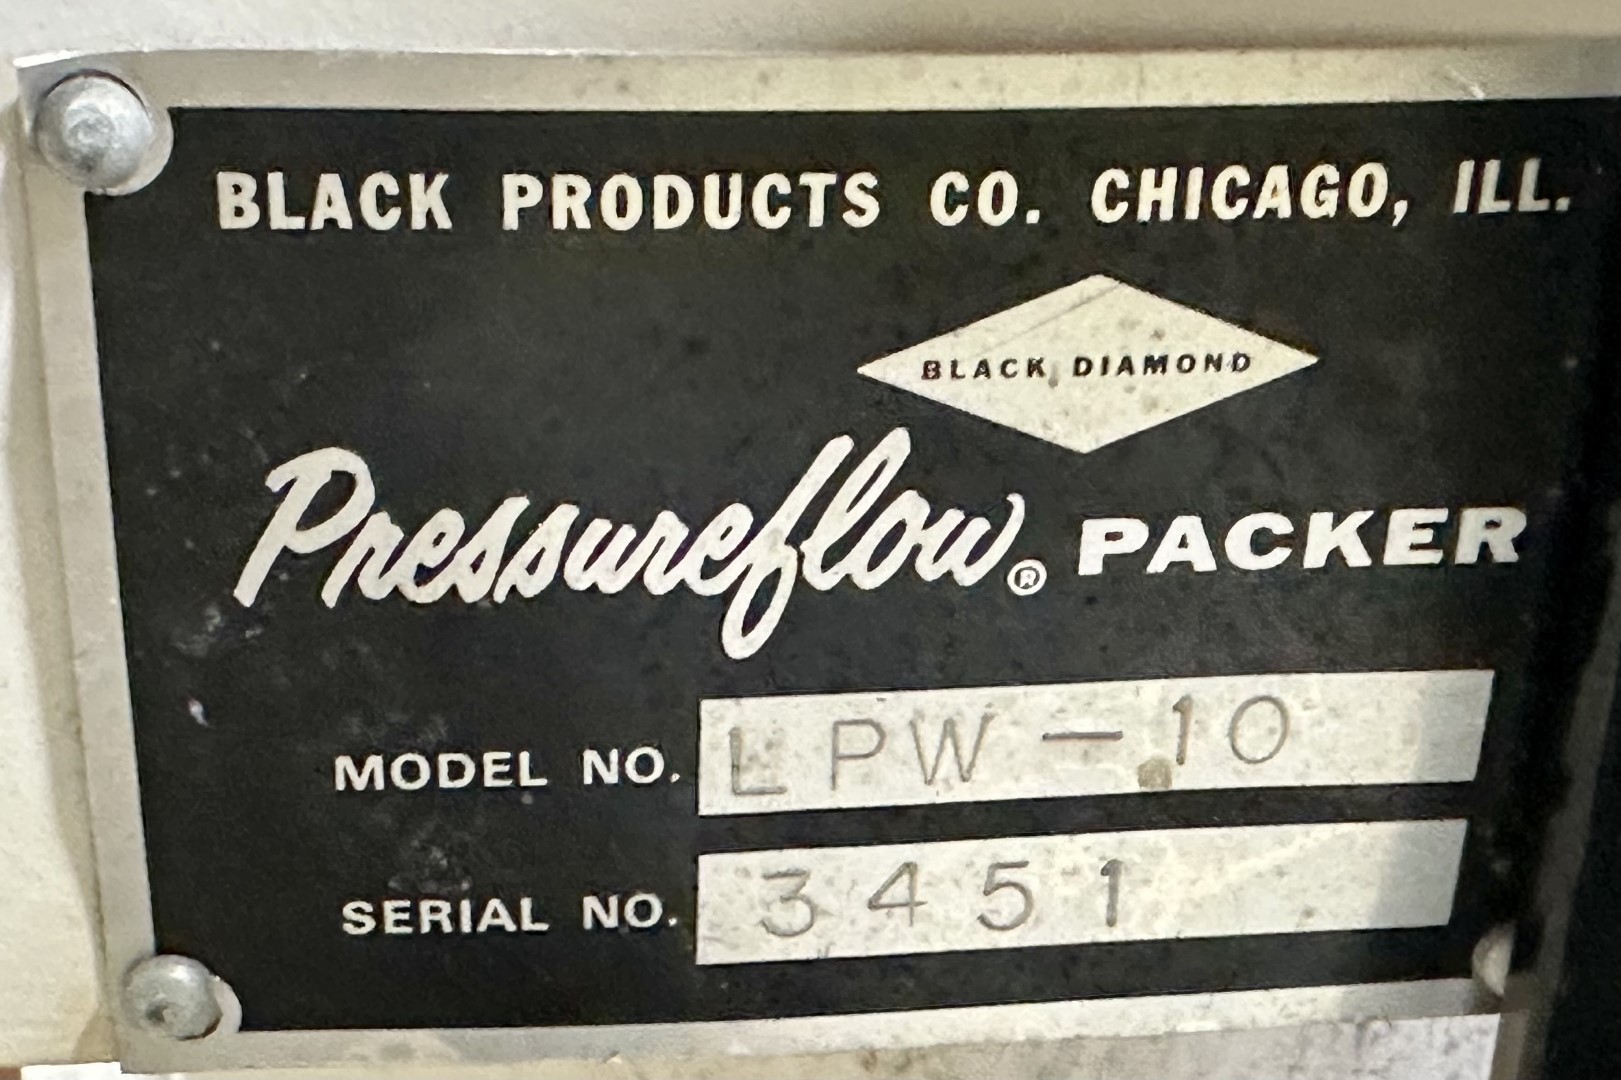 BLACK PRODUCTS CO. CHICAGO, ILL.
BLACK DIAMOND
Pressureflow® PACKER
MODEL NO. LPW-10
SERIAL NO. 3451